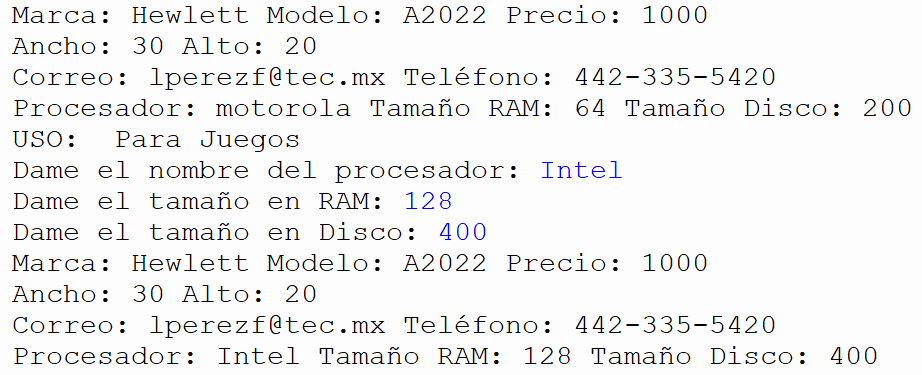 Marca: Hewlett Modelo: A2022 Precio: 1000
Ancho: 30 Alto: 20
Correo: lperezf@tec.mx Teléfono: 442-335-5420
Procesador: motorola Tamaño RAM: 64 Tamaño Disco: 200
USO:  Para Juegos
Dame el nombre del procesador: Intel
Dame el tamaño en RAM: 128
Dame el tamaño en Disco: 400
Marca: Hewlett Modelo: A2022 Precio: 1000
Ancho: 30 Alto: 20
Correo: lperezf@tec.mx Teléfono: 442-335-5420
Procesador: Intel Tamaño RAM: 128 Tamaño Disco: 400